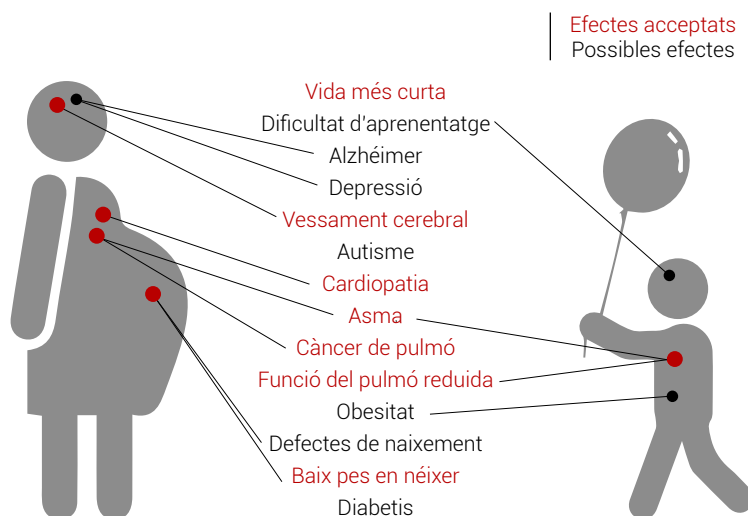 Efectes acceptats
Possibles efectes
Vida més curta
Dificultat d'aprenentatge
Alzhéimer
Depressió
Vessament cerebral
Autisme
Cardiopatia
Asma
Càncer de pulmó
Funció del pulmó reduida
Obesitat
Defectes de naixement
Baix pes en néixer
Diabetis